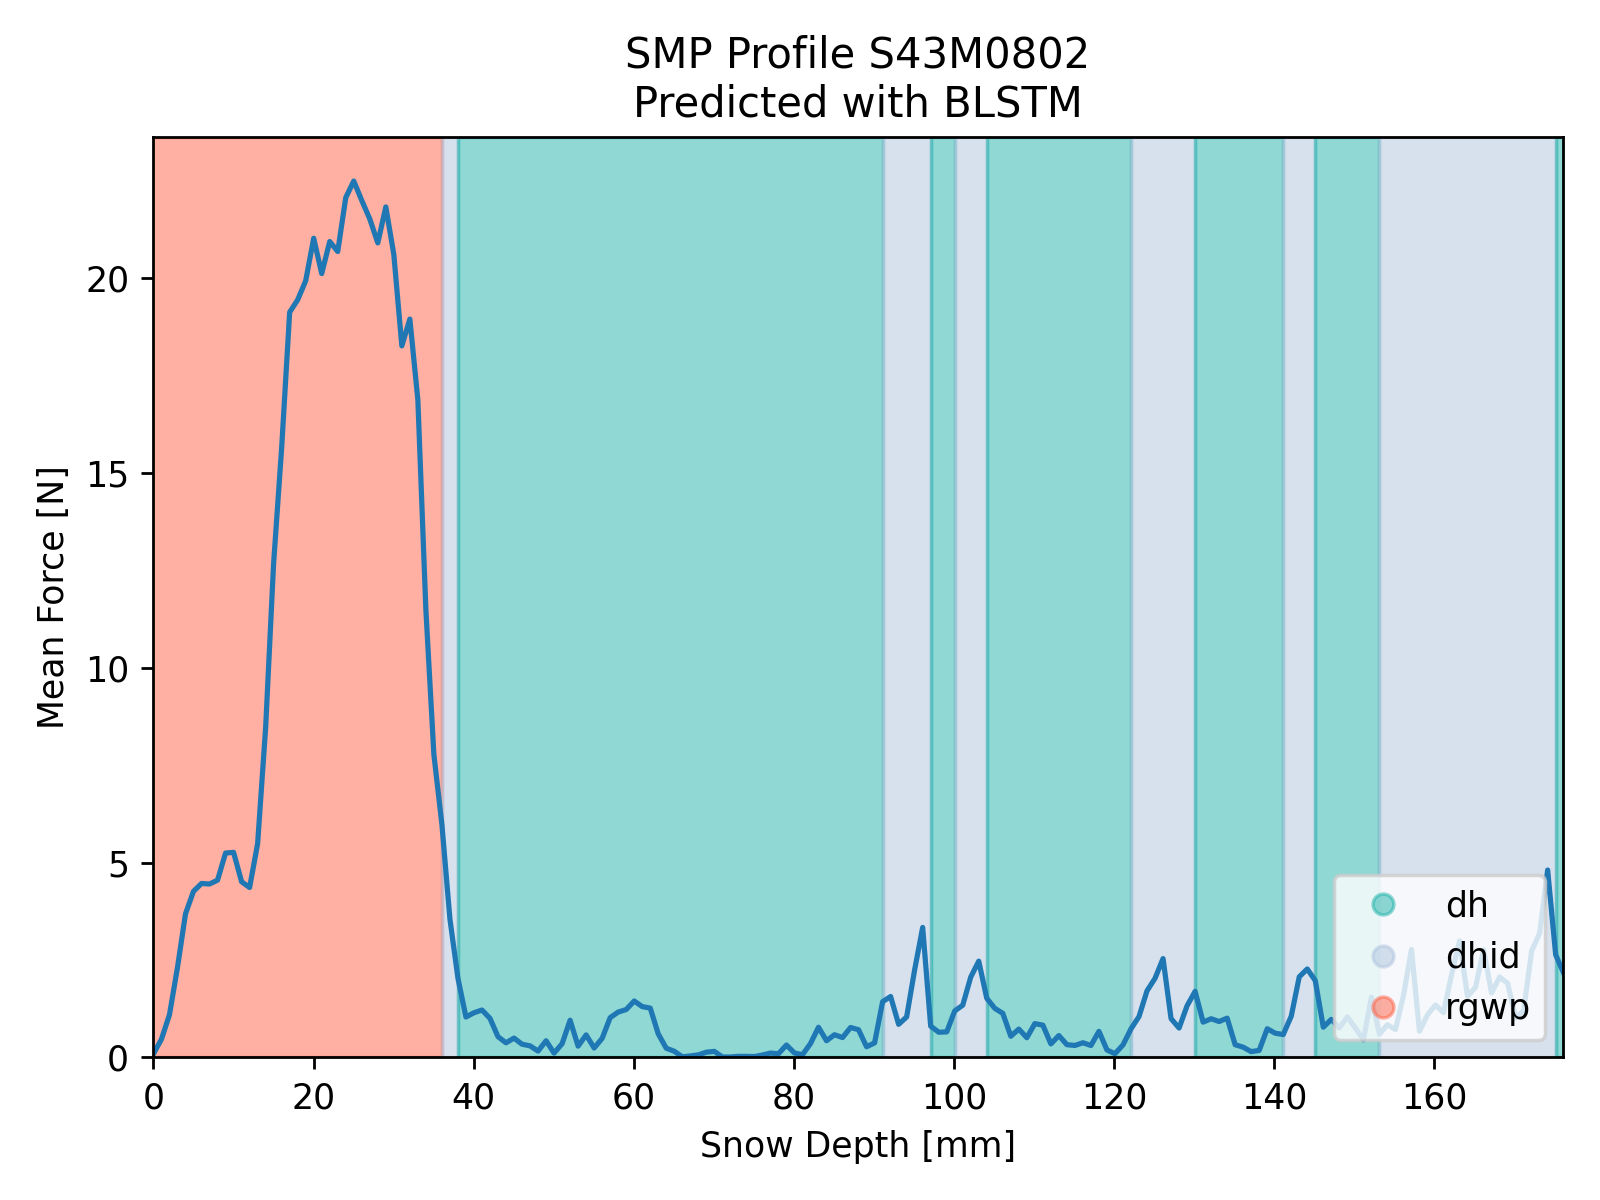 SMP Profile S43M0802
Predicted with BLSTM
Mean Force [N]
20
15
10
5
0
0 20 40 60 80 100 120 140 160
Snow Depth [mm]
dh
dhid
rgwp